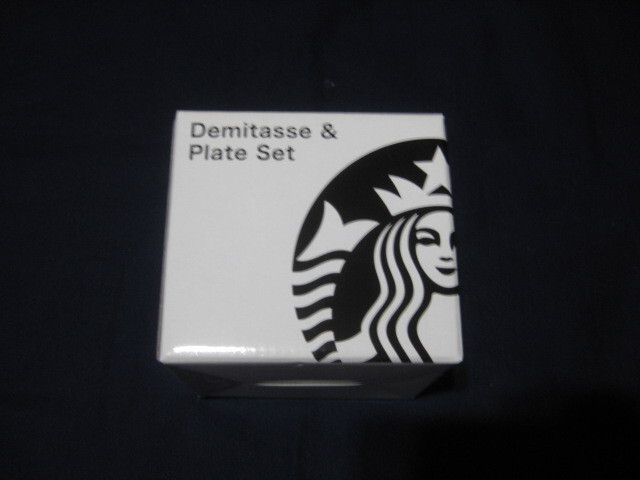 Demitasse &
Plate Set